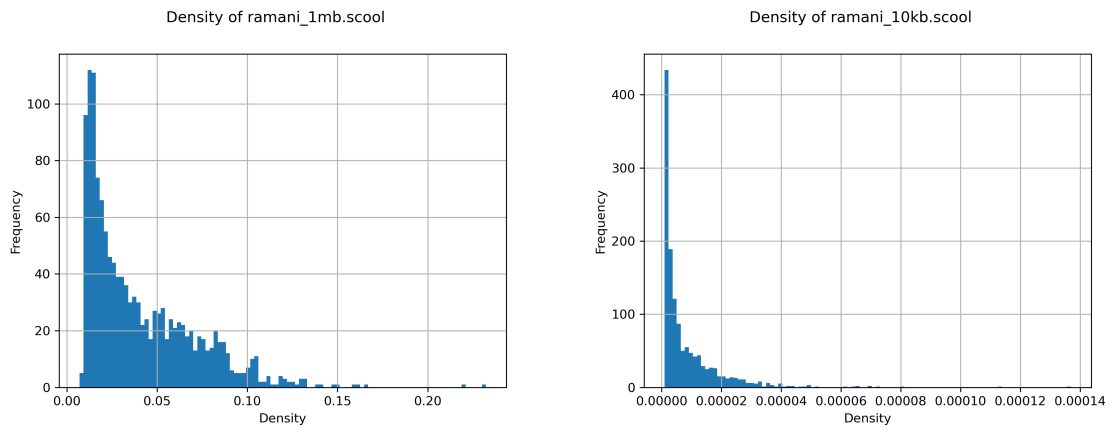 Density of ramani_1mb.scool
Frequency
100
80
60
40
20
0
0.00 0.05 0.10 0.15 0.20
Density
Density of ramani_10kb.scool
Frequency
400
300
200
100
0
0.00000 0.00002 0.00004 0.00006 0.00008 0.00010 0.00012 0.00014
Density